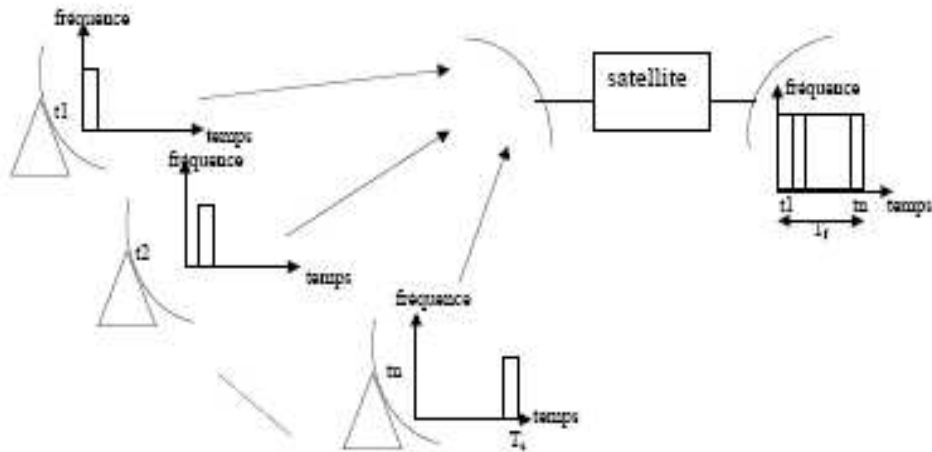 fréquence
t1
temps
fréquence
t2
temps
fréquence
tn
temps
satellite
fréquence
t1
tn
temps